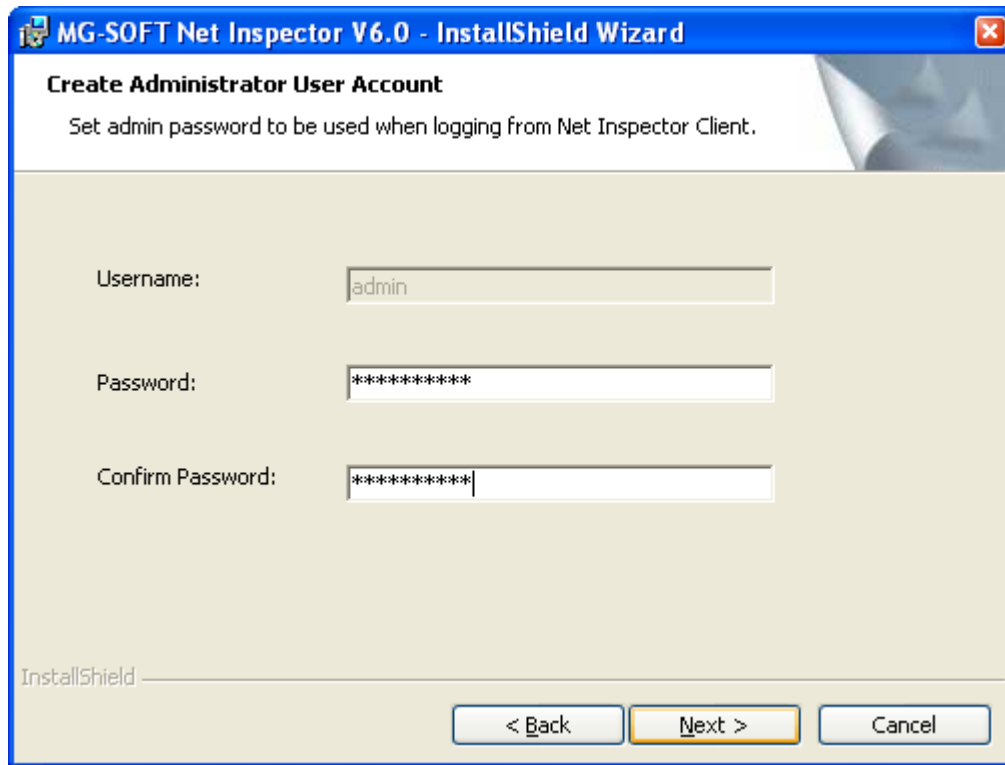 MG-SOFT Net Inspector V6.0 - InstallShield Wizard
Create Administrator User Account
Set admin password to be used when logging from Net Inspector Client.
Username:
admin
Password:
**********
Confirm Password:
**********
InstallShield
< Back
Next >
Cancel